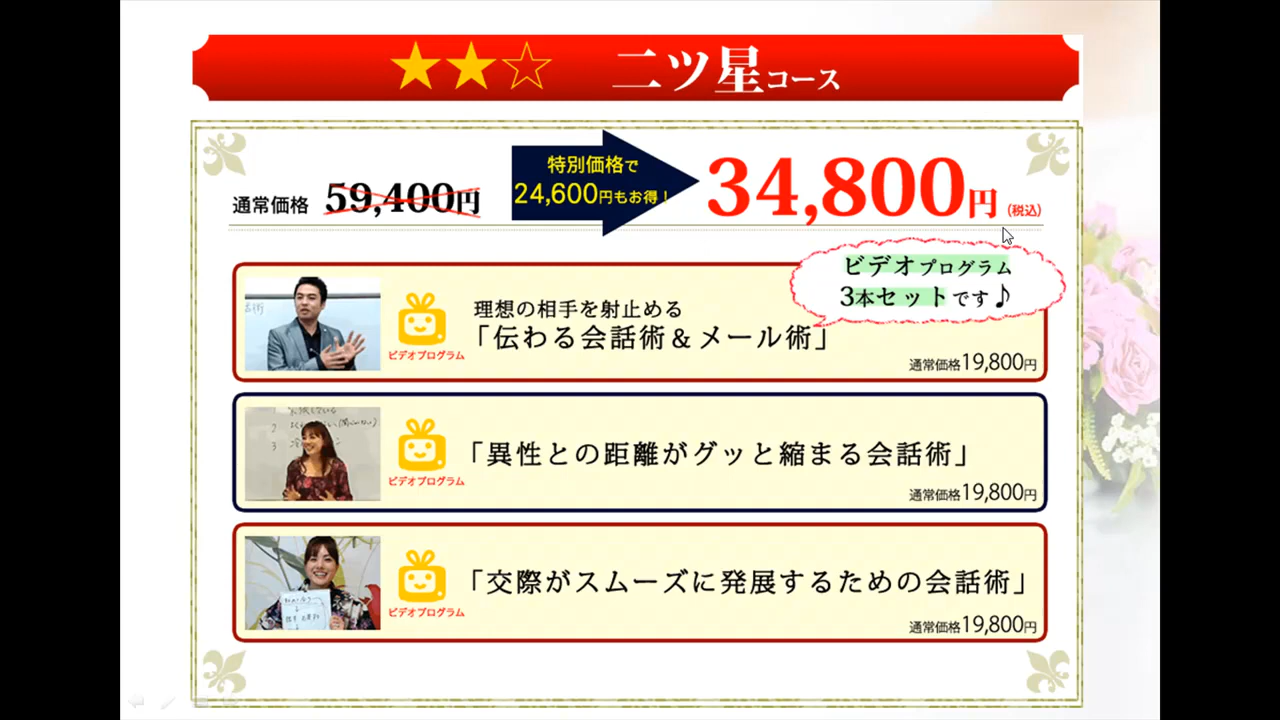 ★★☆ 二ツ星コース
通常価格 59,400円
特別価格で
24,600円もお得！
34,800円(税込)
ビデオプログラム
3本セットです♪
理想の相手を射止める
「伝わる会話術＆メール術」
ビデオプログラム
通常価格19,800円
「異性との距離がグッと縮まる会話術」
ビデオプログラム
通常価格19,800円
「交際がスムーズに発展するための会話術」
ビデオプログラム
通常価格19,800円